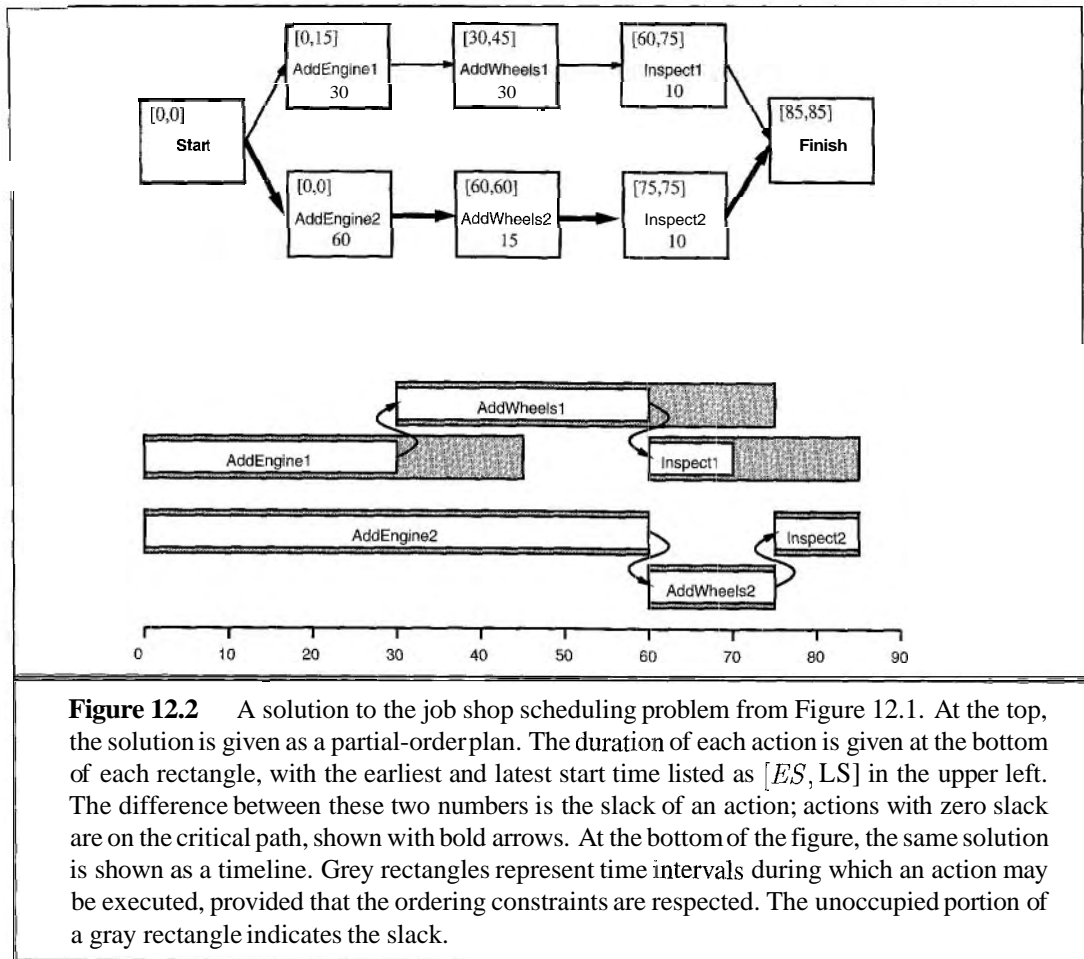 [0,15]
AddEngine1
30
[30,45]
AddWheels1
30
[60,75]
Inspect1
10
[0,0]
Start
[85,85]
Finish
[0,0]
AddEngine2
60
[60,60]
AddWheels2
15
[75,75]
Inspect2
10
AddWheels1
AddEngine1
Inspect1
AddEngine2
Inspect2
AddWheels2
0 10 20 30 40 50 60 70 80 90
Figure 12.2 A solution to the job shop scheduling problem from Figure 12.1. At the top,
the solution is given as a partial-order plan. The duration of each action is given at the bottom
of each rectangle, with the earliest and latest start time listed as [ES, LS] in the upper left.
The difference between these two numbers is the slack of an action; actions with zero slack
are on the critical path, shown with bold arrows. At the bottom of the figure, the same solution
is shown as a timeline. Grey rectangles represent time intervals during which an action may
be executed, provided that the ordering constraints are respected. The unoccupied portion of
a gray rectangle indicates the slack.